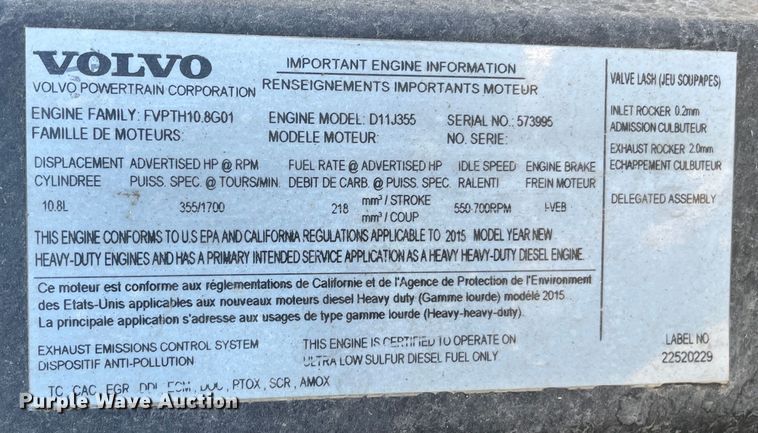 VOLVO
VOLVO POWERTRAIN CORPORATION
IMPORTANT ENGINE INFORMATION
RENSEIGNEMENTS IMPORTANTS MOTEUR
ENGINE FAMILY: FVPTH10.8G01
FAMILLE DE MOTEURS:
ENGINE MODEL: D11J355
MODELE MOTEUR:
SERIAL NO.: 573995
NO. SERIE:
DISPLACEMENT ADVERTISED HP @ RPM FUEL RATE @ ADVERTISED HP IDLE SPEED ENGINE BRAKE
CYLINDREE PUISS. SPEC. @ TOURS/MIN. DEBIT DE CARB. @ PUISS. SPEC. RALENTI FREIN MOTEUR
10.8L 355/1700 218 mm³ / STROKE 550-700RPM I-VEB
mm³ / COUP
THIS ENGINE CONFORMS TO U.S EPA AND CALIFORNIA REGULATIONS APPLICABLE TO 2015 MODEL YEAR NEW
HEAVY-DUTY ENGINES AND HAS A PRIMARY INTENDED SERVICE APPLICATION AS A HEAVY HEAVY-DUTY DIESEL ENGINE.
Ce moteur est conforme aux réglementations de Californie et de l'Agence de Protection de l'Environment
des Etats-Unis applicables aux nouveaux moteurs diesel Heavy duty (Gamme lourde) modèlé 2015.
La principale application s'adresse aux usages de type gamme lourde (Heavy-heavy-duty).
EXHAUST EMISSIONS CONTROL SYSTEM
DISPOSITIF ANTI-POLLUTION
THIS ENGINE IS CERTIFIED TO OPERATE ON
ULTRA LOW SULFUR DIESEL FUEL ONLY.
TC, CAC, EGR, DDI, ECM, DOC, PTOX, SCR, AMOX
VALVE LASH (JEU SOUPAPES)
INLET ROCKER 0.2mm
ADMISSION CULBUTEUR
EXHAUST ROCKER 2.0mm
ECHAPPEMENT CULBUTEUR
DELEGATED ASSEMBLY
LABEL NO
22520229
Purple Wave Auction